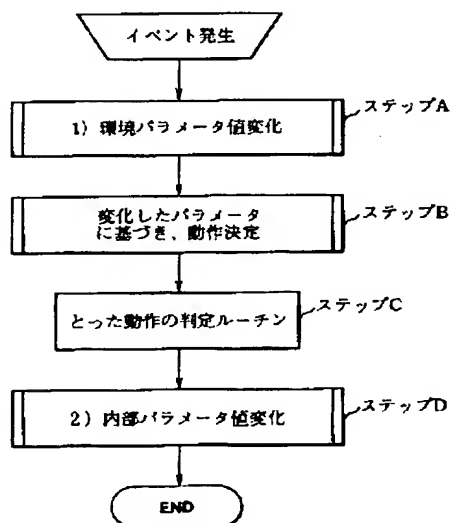 イベント発生
1) 環境パラメータ値変化
ステップA
変化したパラメータ
に基づき、動作決定
ステップB
とった動作の判定ルーチン
ステップC
2) 内部パラメータ値変化
ステップD
END